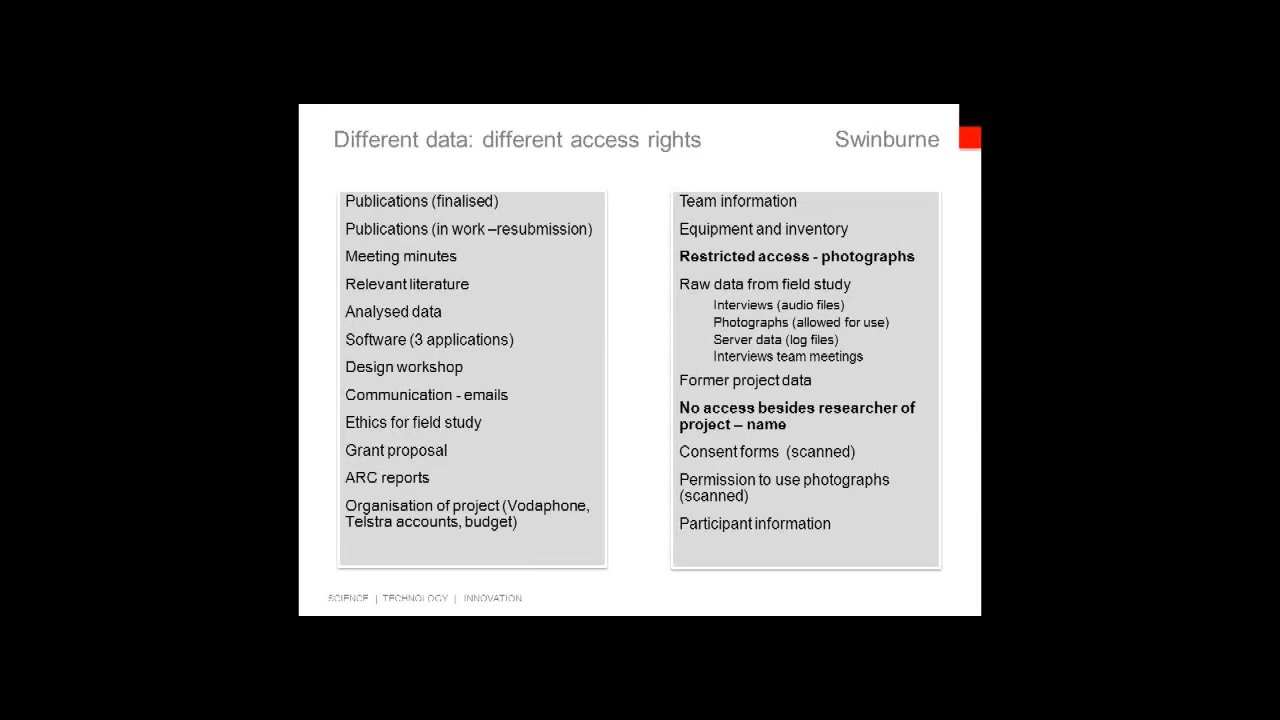 Different data: different access rights
Swinburne
Publications (finalised)
Publications (in work –resubmission)
Meeting minutes
Relevant literature
Analysed data
Software (3 applications)
Design workshop
Communication - emails
Ethics for field study
Grant proposal
ARC reports
Organisation of project (Vodaphone,
Telstra accounts, budget)
Team information
Equipment and inventory
Restricted access - photographs
Raw data from field study
Interviews (audio files)
Photographs (allowed for use)
Server data (log files)
Interviews team meetings
Former project data
No access besides researcher of
project – name
Consent forms (scanned)
Permission to use photographs
(scanned)
Participant information
SCIENCE | TECHNOLOGY | INNOVATION